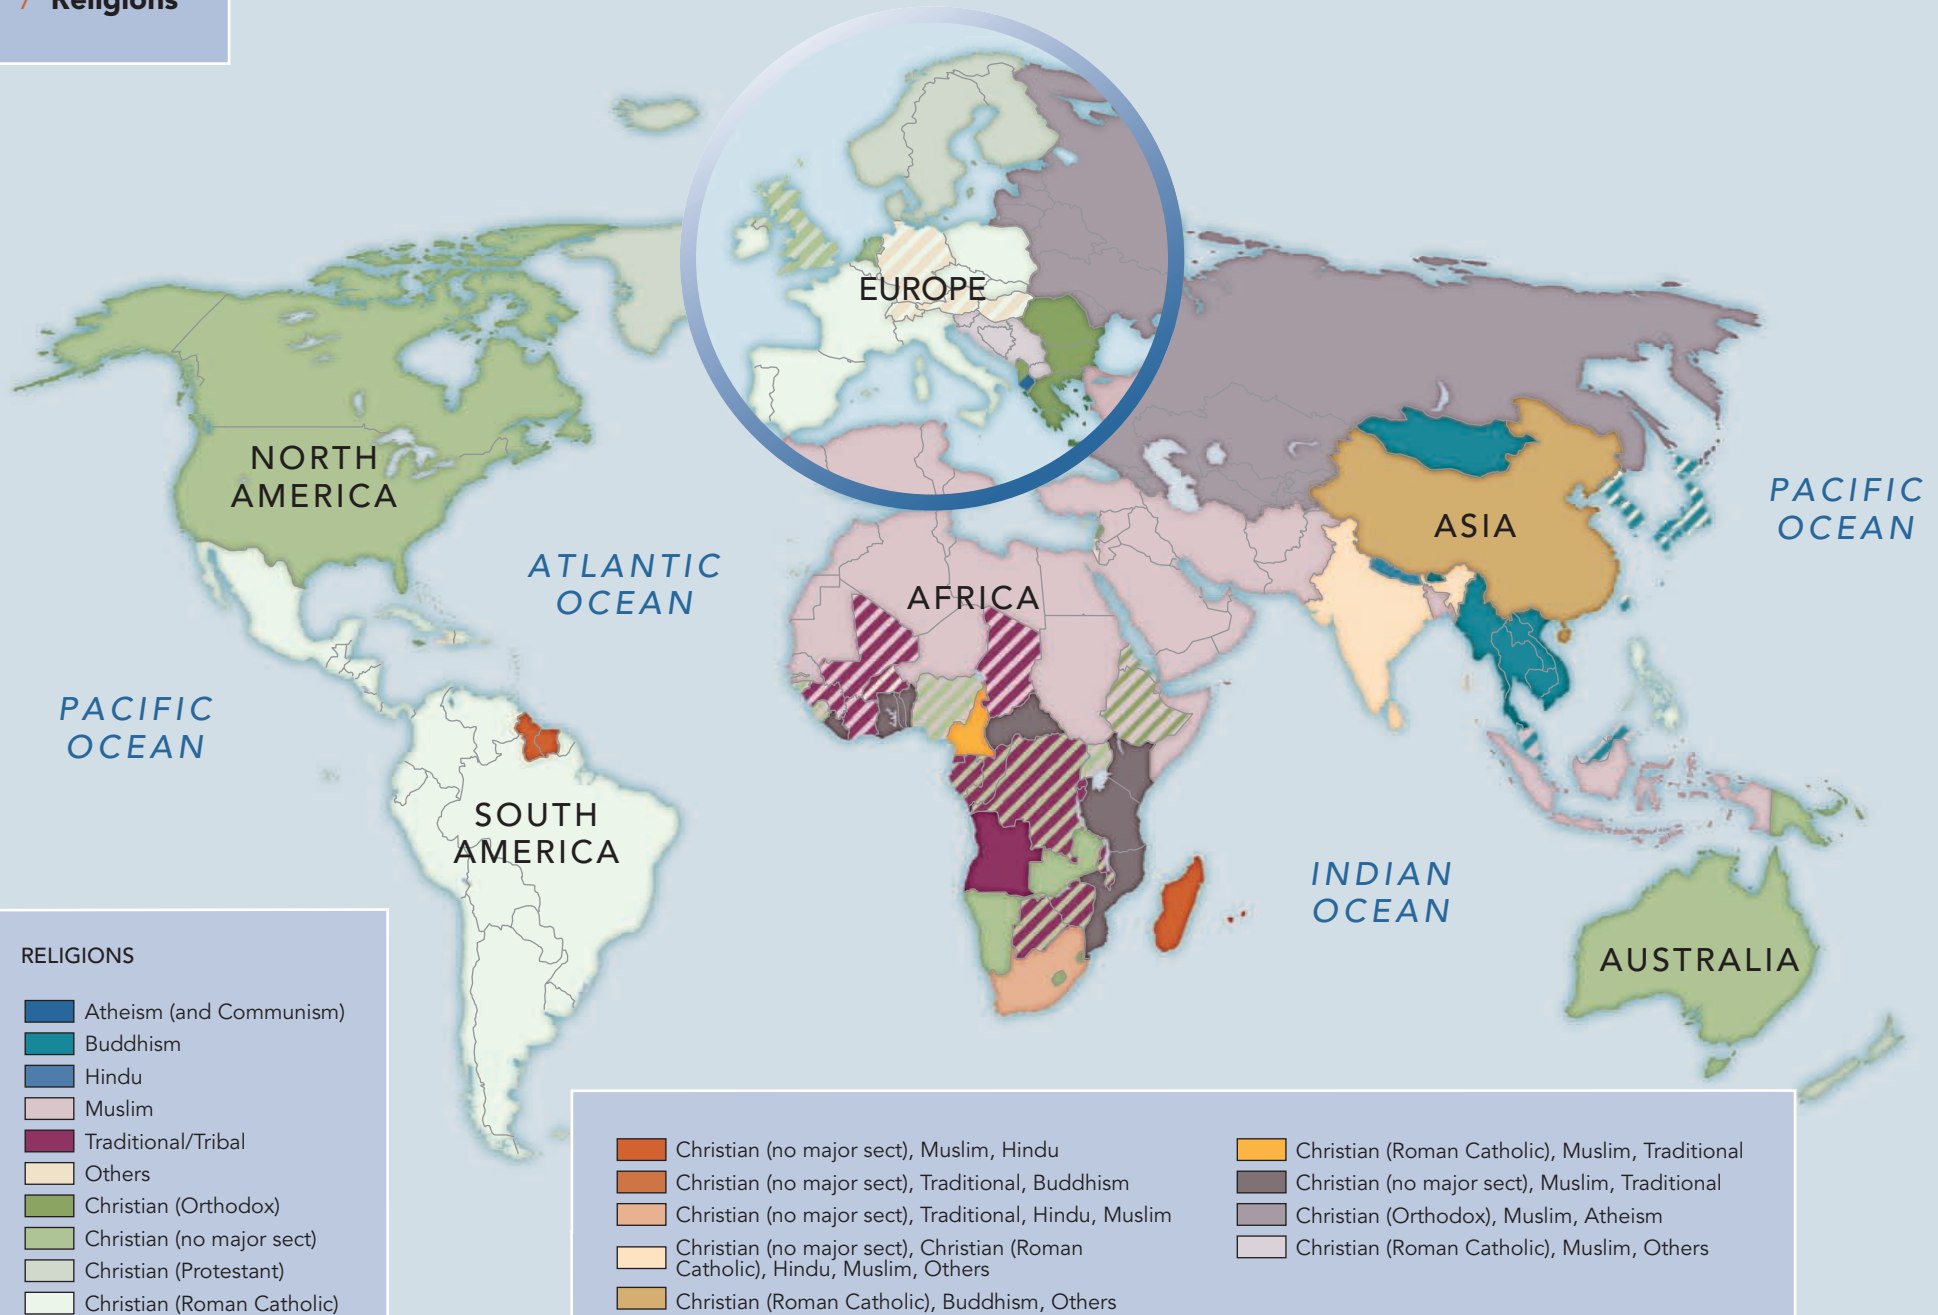 7 Religions
EUROPE
NORTH
AMERICA
ATLANTIC
OCEAN
AFRICA
ASIA
PACIFIC
OCEAN
PACIFIC
OCEAN
SOUTH
AMERICA
INDIAN
OCEAN
AUSTRALIA
RELIGIONS
Atheism (and Communism)
Buddhism
Hindu
Muslim
Traditional/Tribal
Others
Christian (Orthodox)
Christian (no major sect)
Christian (Protestant)
Christian (Roman Catholic)
Christian (no major sect), Muslim, Hindu
Christian (no major sect), Traditional, Buddhism
Christian (no major sect), Traditional, Hindu, Muslim
Christian (no major sect), Christian (Roman
Catholic), Hindu, Muslim, Others
Christian (Roman Catholic), Buddhism, Others
Christian (Roman Catholic), Muslim, Traditional
Christian (no major sect), Muslim, Traditional
Christian (Orthodox), Muslim, Atheism
Christian (Roman Catholic), Muslim, Others